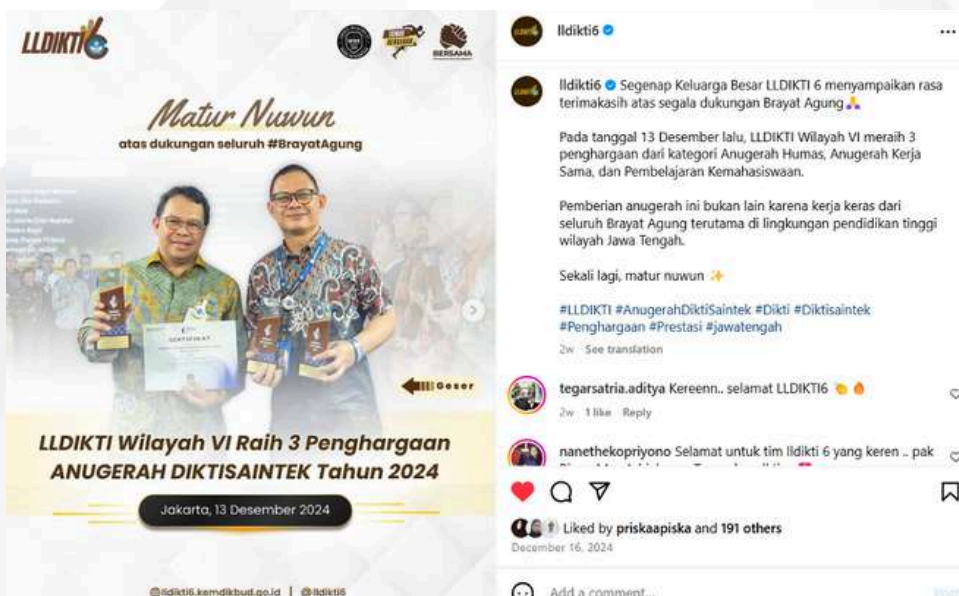 LLDIKTI6
BERSAMA
Matur Nuwun
atas dukungan seluruh #BrayatAgung
SERTIFIKAT
Geser
LLDIKTI Wilayah VI Raih 3 Penghargaan
ANUGERAH DIKTISAINTEK Tahun 2024
Jakarta, 13 Desember 2024
@lldikti6.kemdikbud.go.id | @lldikti6
lldikti6
lldikti6 Segenap Keluarga Besar LLDIKTI 6 menyampaikan rasa
terimakasih atas segala dukungan Brayat Agung🙏
Pada tanggal 13 Desember lalu, LLDIKTI Wilayah VI meraih 3
penghargaan dari kategori Anugerah Humas, Anugerah Kerja
Sama, dan Pembelajaran Kemahasiswaan.
Pemberian anugerah ini bukan lain karena kerja keras dari
seluruh Brayat Agung terutama di lingkungan pendidikan tinggi
wilayah Jawa Tengah.
Sekali lagi, matur nuwun ✨
#LLDIKTI #AnugerahDiktiSaintek #Dikti #Diktisaintek
#Penghargaan #Prestasi #jawatengah
2w See translation
tegarsatria.aditya Kereenn.. selamat LLDIKTI6 👏 🔥
2w 1 like Reply
nanethekopriyono Selamat untuk tim lldikti 6 yang keren .. pak
Liked by priskaapiska and 191 others
December 16, 2024
Add a comment...
Post